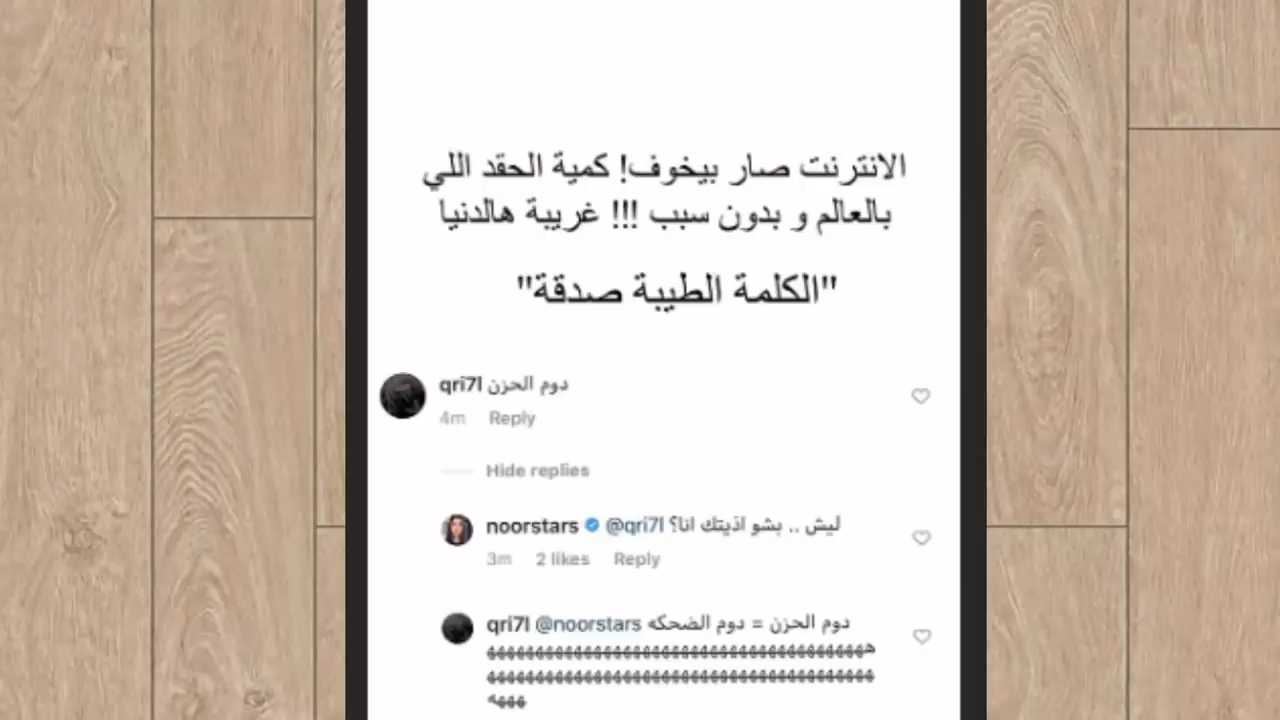 الانترنت صار بيخوف! كمية الحقد اللي
بالعالم و بدون سبب !!! غريبة هالدنيا
"الكلمة الطيبة صدقة"
qri7l دوم الحزن
4m Reply
Hide replies
noorstars @qri7l ليش .. بشو اذيتك انا؟
3m 2 likes Reply
qri7l @noorstars دوم الحزن = دوم الضحكه